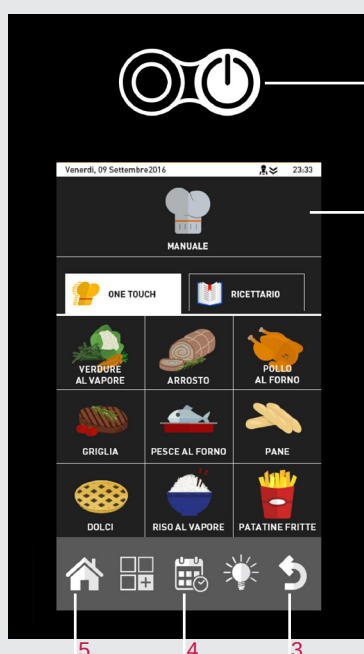 Venerdi, 09 Settembre2016 23:33
MANUALE
ONE TOUCH RICETTARIO
VERDURE
AL VAPORE
ARROSTO
POLLO
AL FORNO
GRIGLIA PESCE AL FORNO PANE
DOLCI RISO AL VAPORE PATATINE FRITTE
5 4 3